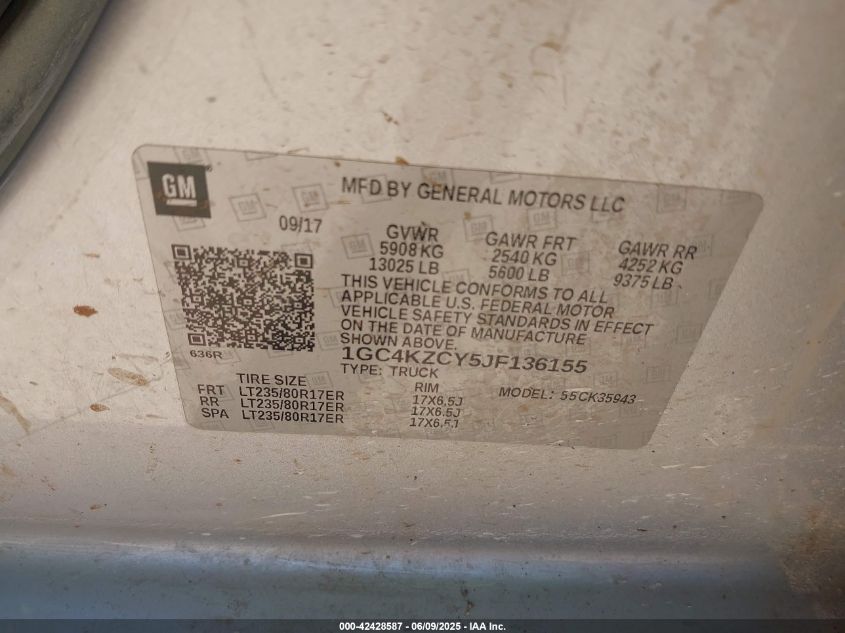 GM
MFD BY GENERAL MOTORS LLC
09/17
GVWR GAWR FRT GAWR RR
5908 KG 2540 KG 4252 KG
13025 LB 5600 LB 9375 LB
THIS VEHICLE CONFORMS TO ALL
APPLICABLE U.S. FEDERAL MOTOR
VEHICLE SAFETY STANDARDS IN EFFECT
ON THE DATE OF MANUFACTURE
SHOWN ABOVE.
636R
1GC4KZCY5JF136155
TYPE: TRUCK
TIRE SIZE RIM MODEL: 55CK35943
FRT LT235/80R17ER 17X6.5J
RR LT235/80R17ER 17X6.5J
SPA LT235/80R17ER 17X6.5J
000-42428587 - 06/09/2025 - IAA Inc.